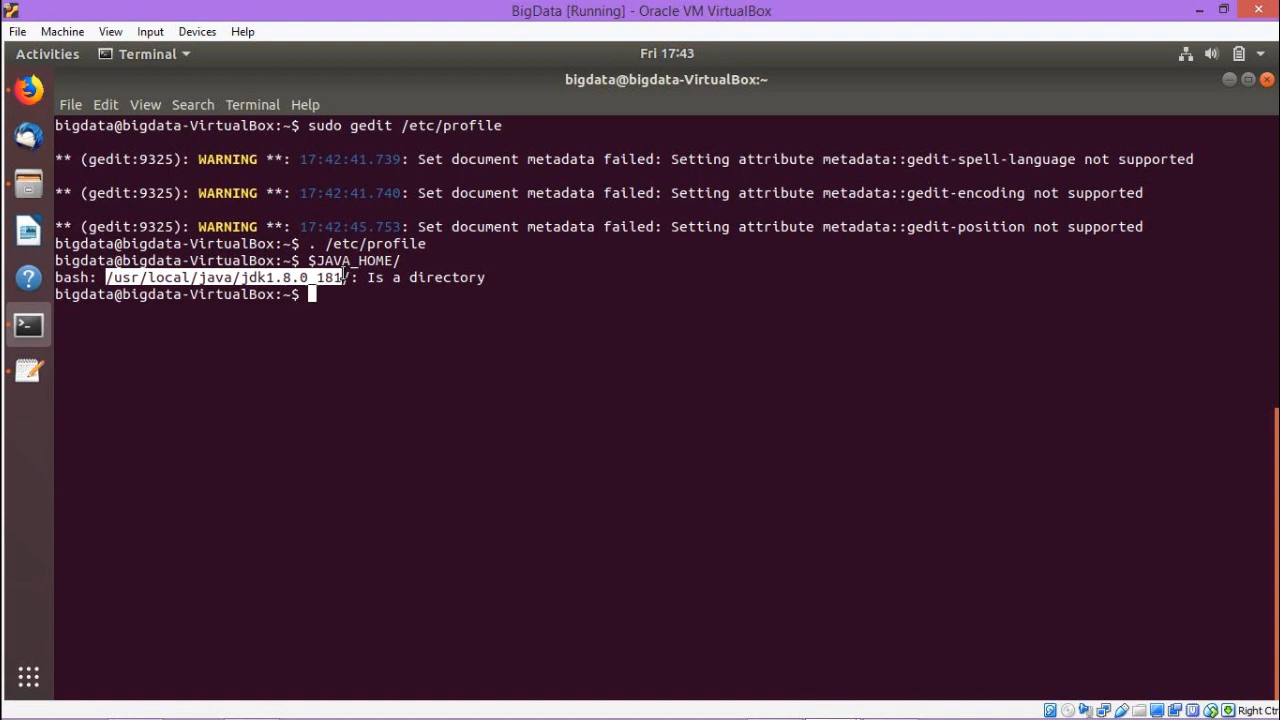 BigData [Running] - Oracle VM VirtualBox
File Machine View Input Devices Help
Activities Terminal Fri 17:43
bigdata@bigdata-VirtualBox:~
File Edit View Search Terminal Help
bigdata@bigdata-VirtualBox:~$ sudo gedit /etc/profile
** (gedit:9325): WARNING **: 17:42:41.739: Set document metadata failed: Setting attribute metadata::gedit-spell-language not supported
** (gedit:9325): WARNING **: 17:42:41.740: Set document metadata failed: Setting attribute metadata::gedit-encoding not supported
** (gedit:9325): WARNING **: 17:42:45.753: Set document metadata failed: Setting attribute metadata::gedit-position not supported
bigdata@bigdata-VirtualBox:~$ . /etc/profile
bigdata@bigdata-VirtualBox:~$ $JAVA_HOME/
bash: /usr/local/java/jdk1.8.0_181/: Is a directory
bigdata@bigdata-VirtualBox:~$
Right Ctr